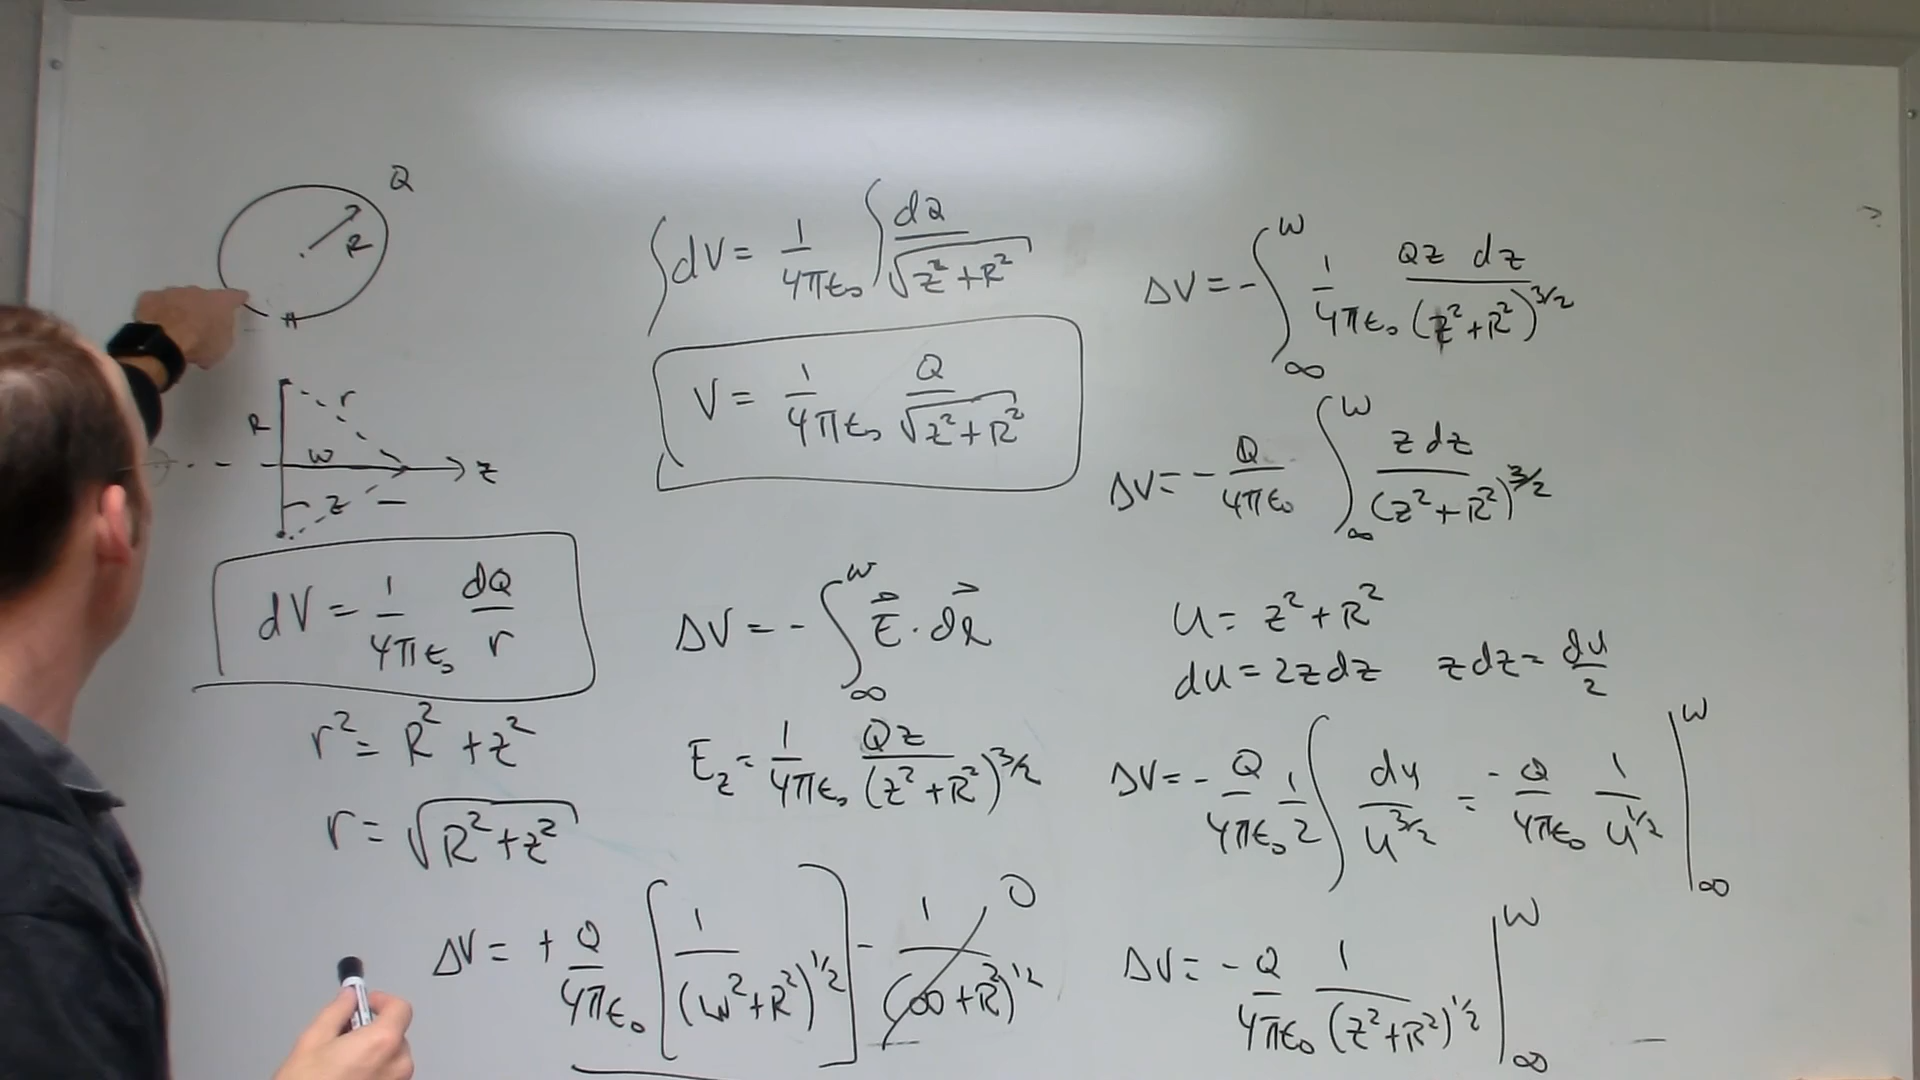 Q
R
r
R
w
z
z
dV = 1/4πε₀ dQ/r
r² = R² + z²
r = √(R² + z²)
∫dV = 1/4πε₀ ∫ dQ/√(z² + R²)
V = 1/4πε₀ Q/√(z² + R²)
ΔV = - ∫_∞^w E⃗ · dl⃗
E_z = 1/4πε₀ Qz/(z² + R²)^3/2
ΔV = + Q/4πε₀ [1/(w² + R²)^1/2] - 1/(∞ + R²)^1/2 0
ΔV = - ∫_∞^w 1/4πε₀ Qz dz/(z² + R²)^3/2
ΔV = - Q/4πε₀ ∫_∞^w z dz/(z² + R²)^3/2
u = z² + R²
du = 2z dz z dz = du/2
ΔV = - Q/4πε₀ 1/2 ∫ du/u^3/2 = - Q/4πε₀ 1/u^1/2 |_∞^w
ΔV = - Q/4πε₀ 1/(z² + R²)^1/2 |_∞^w